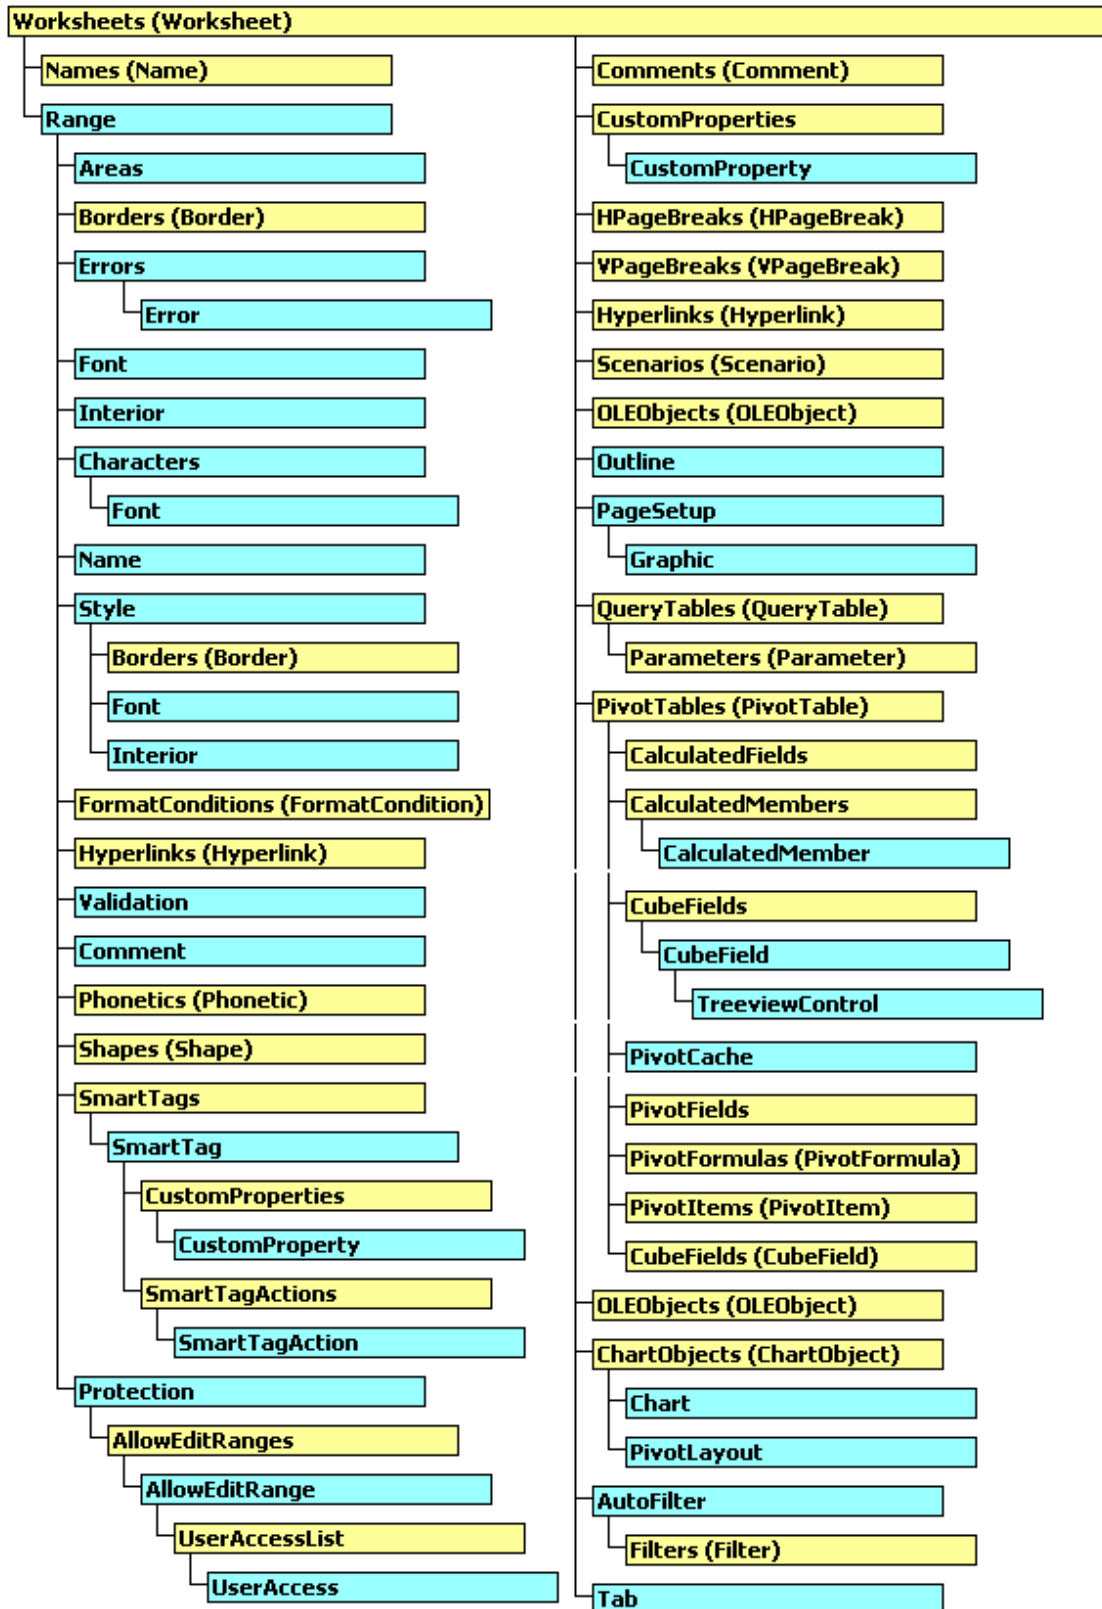 Worksheets (Worksheet)
Names (Name)
Range
Areas
Borders (Border)
Errors
Error
Font
Interior
Characters
Font
Name
Style
Borders (Border)
Font
Interior
FormatConditions (FormatCondition)
Hyperlinks (Hyperlink)
Validation
Comment
Phonetics (Phonetic)
Shapes (Shape)
SmartTags
SmartTag
CustomProperties
CustomProperty
SmartTagActions
SmartTagAction
Protection
AllowEditRanges
AllowEditRange
UserAccessList
UserAccess
Comments (Comment)
CustomProperties
CustomProperty
HPageBreaks (HPageBreak)
VPageBreaks (VPageBreak)
Hyperlinks (Hyperlink)
Scenarios (Scenario)
OLEObjects (OLEObject)
Outline
PageSetup
Graphic
QueryTables (QueryTable)
Parameters (Parameter)
PivotTables (PivotTable)
CalculatedFields
CalculatedMembers
CalculatedMember
CubeFields
CubeField
TreeviewControl
PivotCache
PivotFields
PivotFormulas (PivotFormula)
PivotItems (PivotItem)
CubeFields (CubeField)
OLEObjects (OLEObject)
ChartObjects (ChartObject)
Chart
PivotLayout
AutoFilter
Filters (Filter)
Tab